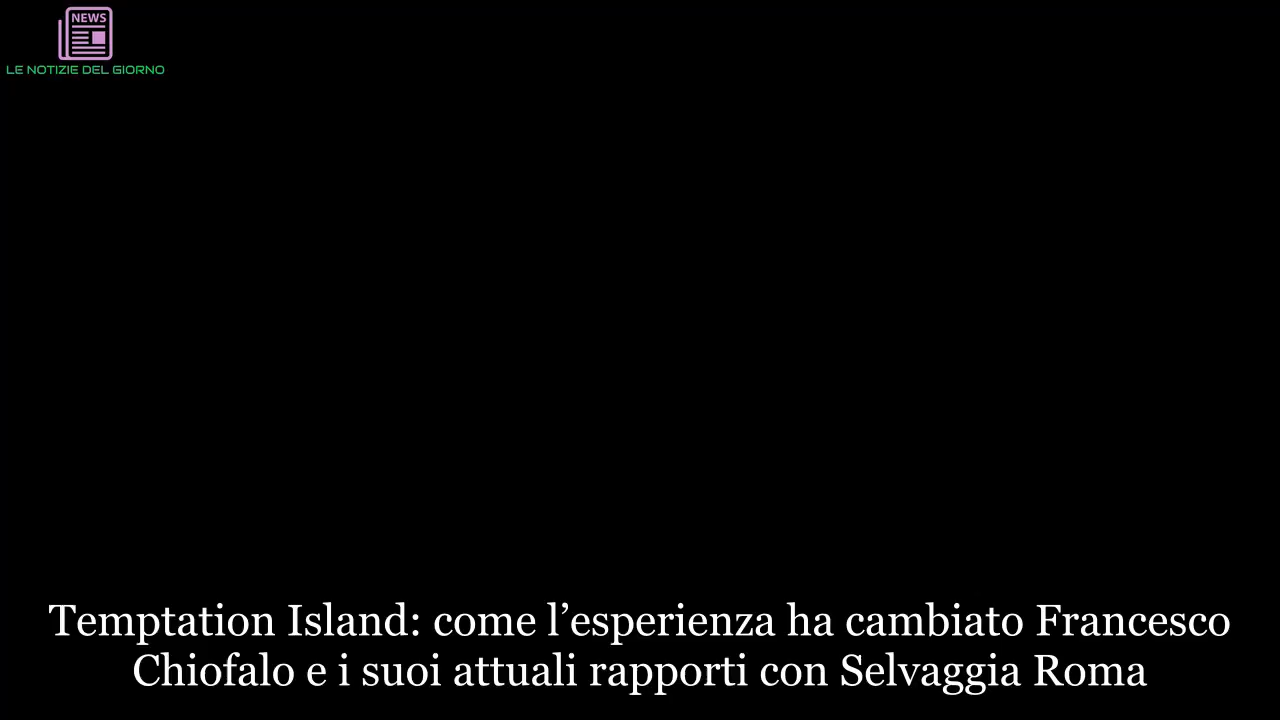 NEWS
LE NOTIZIE DEL GIORNO
Temptation Island: come l’esperienza ha cambiato Francesco
Chiofalo e i suoi attuali rapporti con Selvaggia Roma